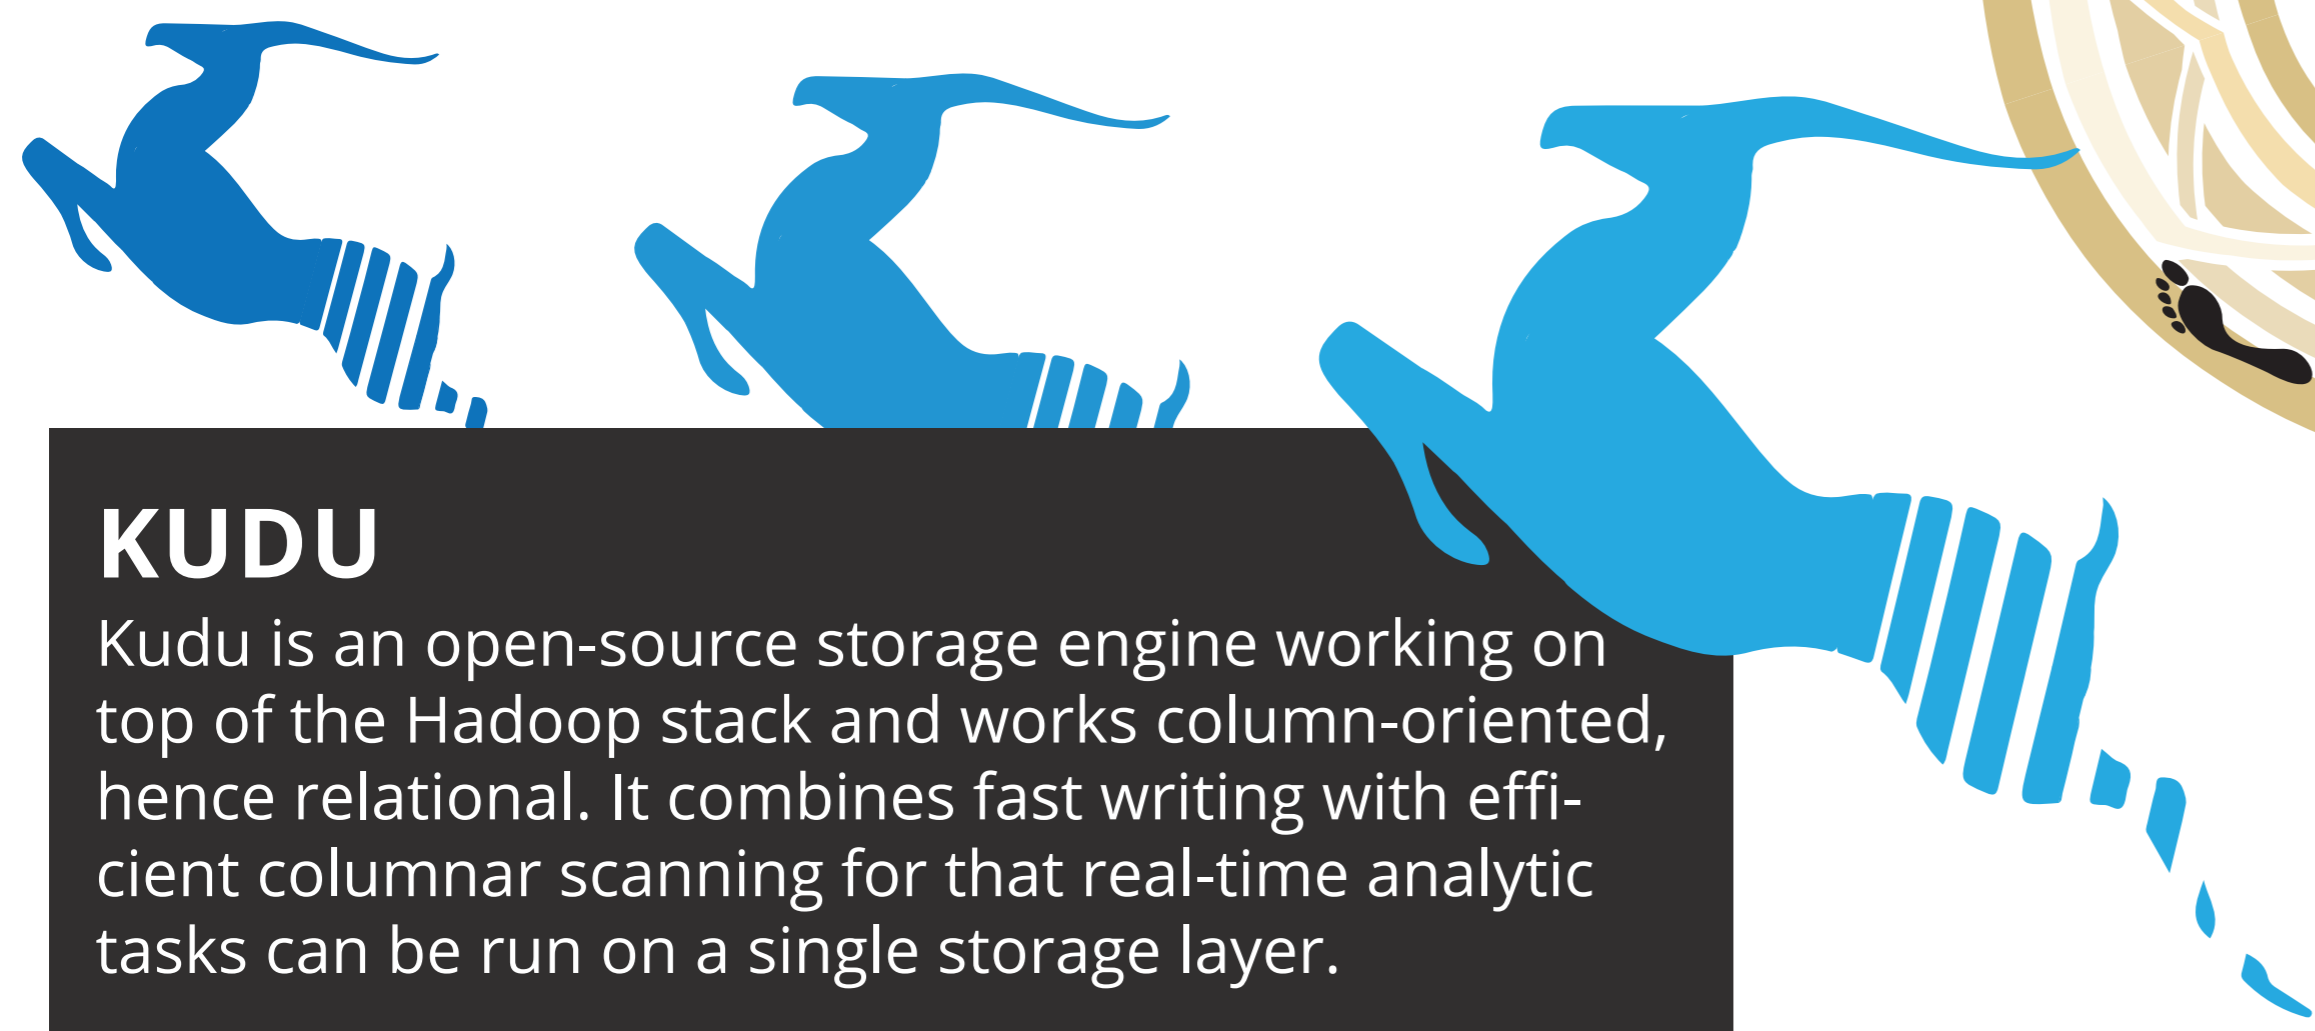 KUDU
Kudu is an open-source storage engine working on
top of the Hadoop stack and works column-oriented,
hence relational. It combines fast writing with effi-
cient columnar scanning for that real-time analytic
tasks can be run on a single storage layer.